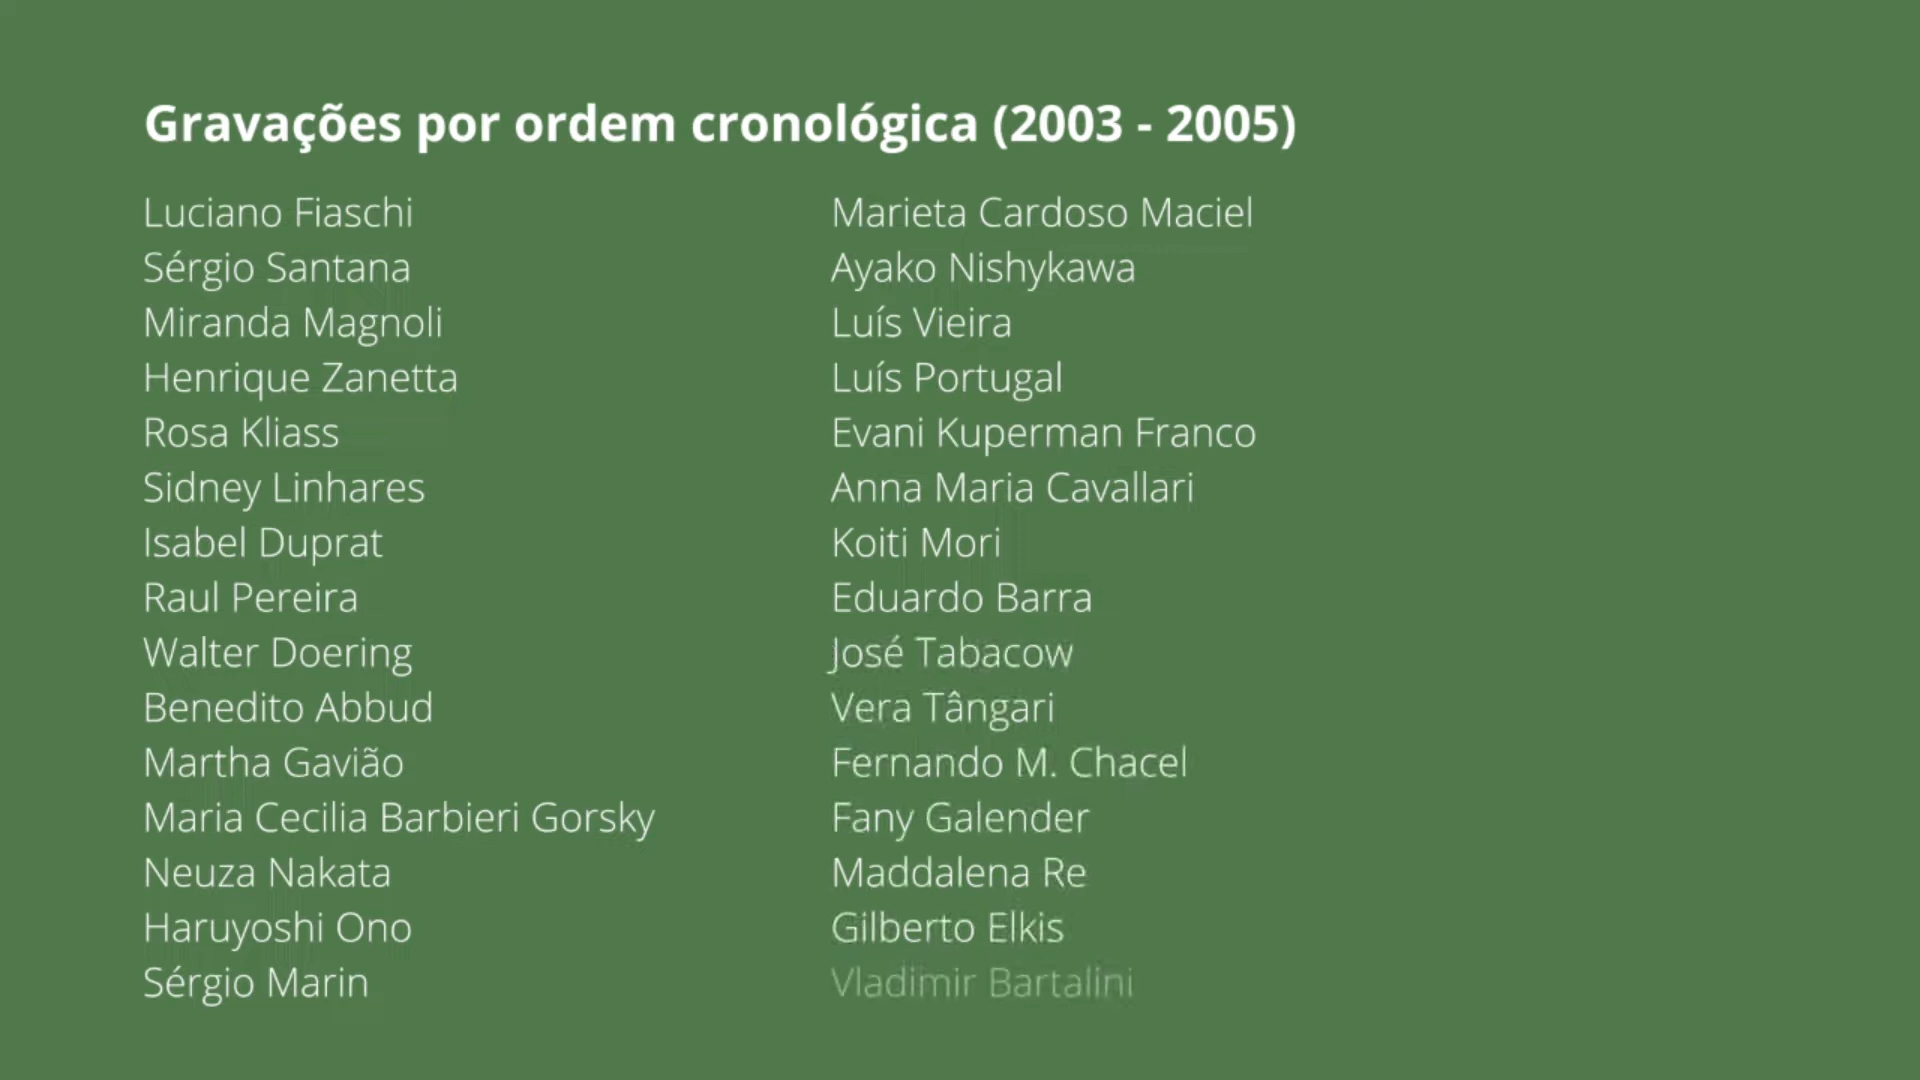 Gravações por ordem cronológica (2003 - 2005)
Luciano Fiaschi
Sérgio Santana
Miranda Magnoli
Henrique Zanetta
Rosa Kliass
Sidney Linhares
Isabel Duprat
Raul Pereira
Walter Doering
Benedito Abbud
Martha Gavião
Maria Cecilia Barbieri Gorsky
Neuza Nakata
Haruyoshi Ono
Sérgio Marin
Marieta Cardoso Maciel
Ayako Nishykawa
Luís Vieira
Luís Portugal
Evani Kuperman Franco
Anna Maria Cavallari
Koiti Mori
Eduardo Barra
José Tabacow
Vera Tângari
Fernando M. Chacel
Fany Galender
Maddalena Re
Gilberto Elkis
Vladimir Bartalini